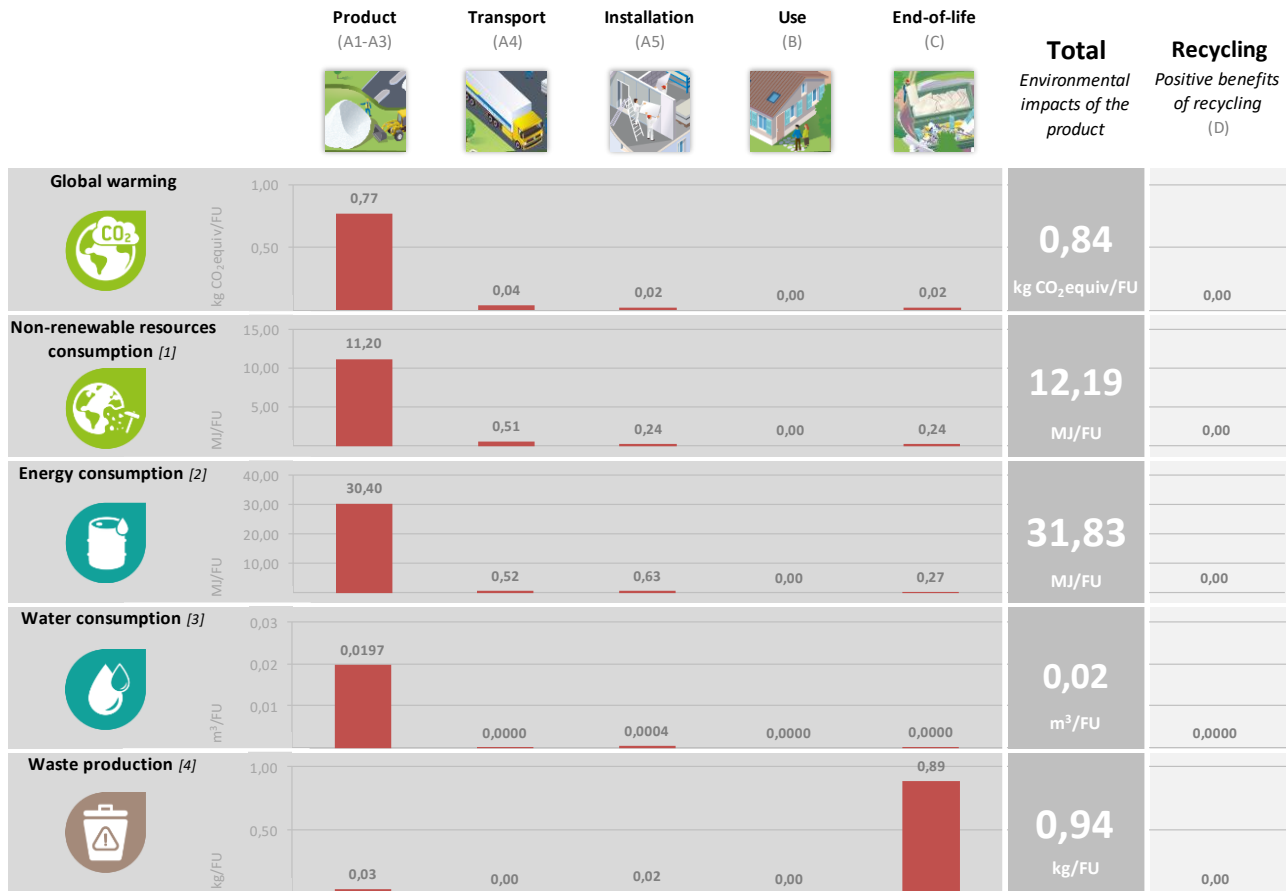 Product
(A1-A3)
Transport
(A4)
Installation
(A5)
Use
(B)
End-of-life
(C)
Total
Environmental
impacts of the
product
Recycling
Positive benefits
of recycling
(D)
Global warming
CO₂
kg CO₂equiv/FU
1,00
0,50
0,77
0,04
0,02
0,00
0,02
0,84
kg CO₂equiv/FU
0,00
Non-renewable resources
consumption [1]
MJ/FU
15,00
10,00
5,00
11,20
0,51
0,24
0,00
0,24
12,19
MJ/FU
0,00
Energy consumption [2]
MJ/FU
40,00
30,00
20,00
10,00
30,40
0,52
0,63
0,00
0,27
31,83
MJ/FU
0,00
Water consumption [3]
m³/FU
0,03
0,02
0,01
0,0197
0,0000
0,0004
0,0000
0,0000
0,02
m³/FU
0,0000
Waste production [4]
kg/FU
1,00
0,50
0,03
0,00
0,02
0,00
0,89
0,94
kg/FU
0,00